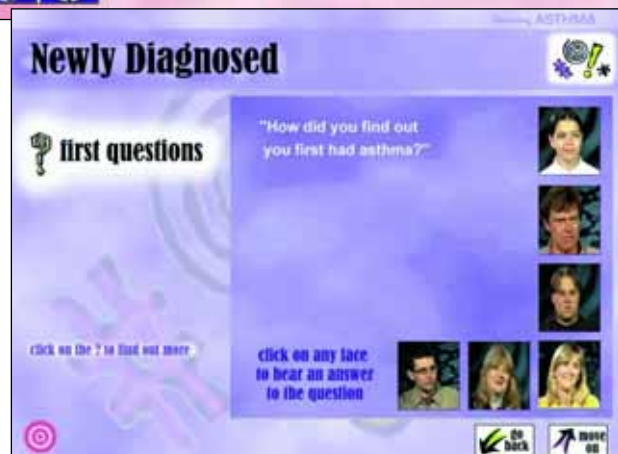 ASTHMA
Newly Diagnosed
first questions
"How did you find out
you first had asthma?"
click on the ? to find out more
click on any face
to hear an answer
to the question
go
back
move
on